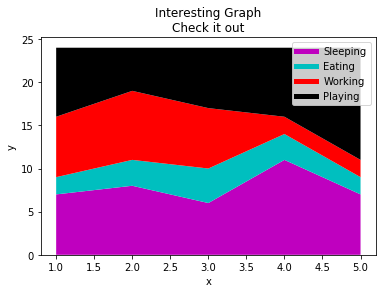 Interesting Graph
Check it out
Sleeping
Eating
Working
Playing
25
20
15
10
5
0
y
1.0 1.5 2.0 2.5 3.0 3.5 4.0 4.5 5.0
x